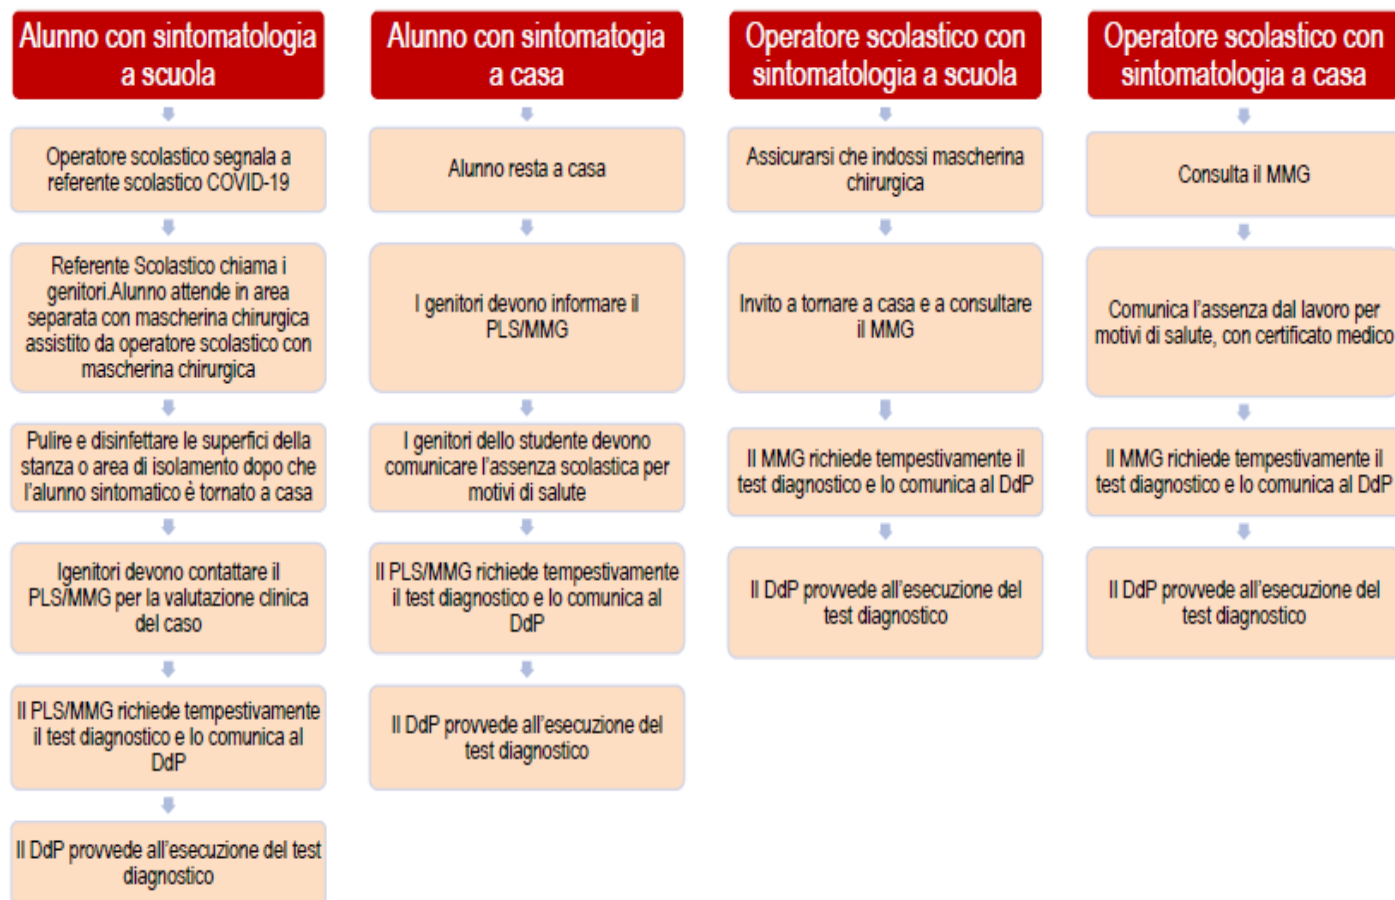 Alunno con sintomatologia
a scuola
Operatore scolastico segnala a
referente scolastico COVID-19
Referente Scolastico chiama i
genitori.Alunno attende in area
separata con mascherina chirurgica
assistito da operatore scolastico con
mascherina chirurgica
Pulire e disinfettare le superfici della
stanza o area di isolamento dopo che
l'alunno sintomatico è tornato a casa
Igenitori devono contattare il
PLS/MMG per la valutazione clinica
del caso
Il PLS/MMG richiede tempestivamente
il test diagnostico e lo comunica al
DdP
Il DdP provvede all'esecuzione del test
diagnostico
Alunno con sintomatogia
a casa
Alunno resta a casa
I genitori devono informare il
PLS/MMG
I genitori dello studente devono
comunicare l'assenza scolastica per
motivi di salute
Il PLS/MMG richiede tempestivamente
il test diagnostico e lo comunica al
DdP
Il DdP provvede all'esecuzione del
test diagnostico
Operatore scolastico con
sintomatologia a scuola
Assicurarsi che indossi mascherina
chirurgica
Invito a tornare a casa e a consultare
il MMG
Il MMG richiede tempestivamente il
test diagnostico e lo comunica al DdP
Il DdP provvede all'esecuzione del
test diagnostico
Operatore scolastico con
sintomatologia a casa
Consulta il MMG
Comunica l'assenza dal lavoro per
motivi di salute, con certificato medico
Il MMG richiede tempestivamente il
test diagnostico e lo comunica al DdP
Il DdP provvede all'esecuzione del
test diagnostico